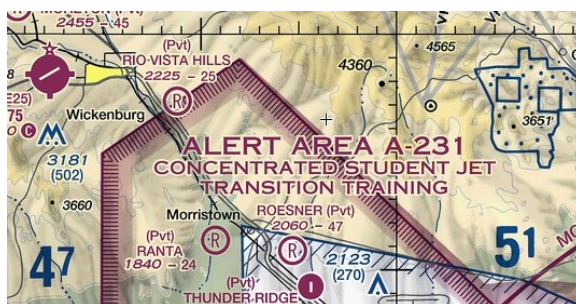 2455 - 45
(Pvt)
RIO VISTA HILLS
2225 - 25
4565
4360
Wickenburg
3651
C
R
3181
(502)
ALERT AREA A-231
CONCENTRATED STUDENT JET
TRANSITION TRAINING
3660
Morristown
ROESNER (Pvt)
2060 - 47
(Pvt)
RANTA
1840 - 24
R
R
47
51
2123
(270)
(Pvt)
THUNDER RIDGE